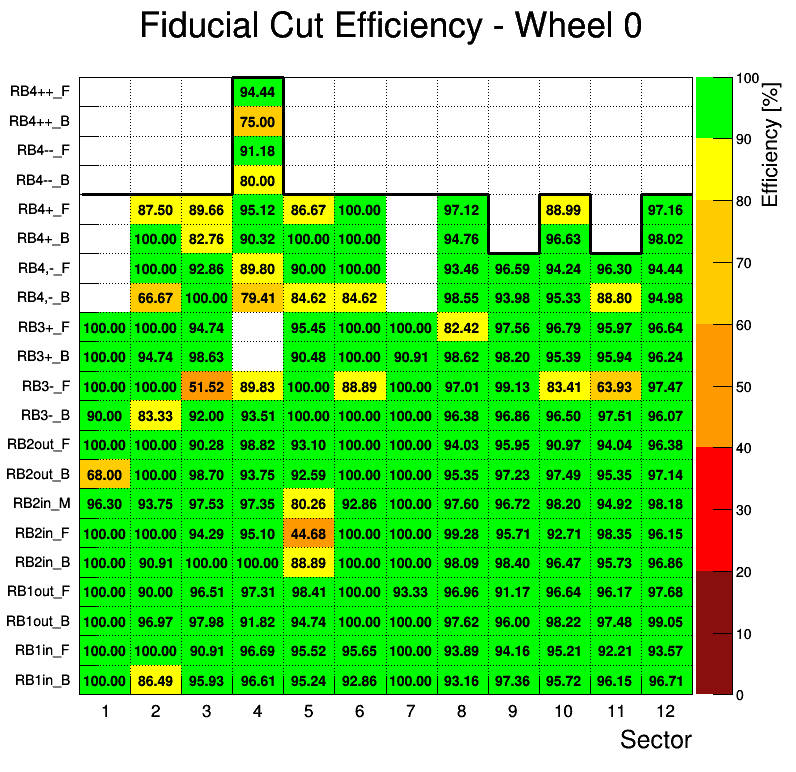 Fiducial Cut Efficiency - Wheel 0
RB4++_F 94.44
RB4++_B 75.00
RB4--_F 91.18
RB4--_B 80.00
RB4+_F 87.50 89.66 95.12 86.67 100.00 97.12 88.99 97.16
RB4+_B 100.00 82.76 90.32 100.00 100.00 94.76 96.63 98.02
RB4,-_F 100.00 92.86 89.80 90.00 100.00 93.46 96.59 94.24 96.30 94.44
RB4,-_B 66.67 100.00 79.41 84.62 84.62 98.55 93.98 95.33 88.80 94.98
RB3+_F 100.00 100.00 94.74 95.45 100.00 100.00 82.42 97.56 96.79 95.97 96.64
RB3+_B 100.00 94.74 98.63 90.48 100.00 90.91 98.62 98.20 95.39 95.94 96.24
RB3-_F 100.00 100.00 51.52 89.83 100.00 88.89 100.00 97.01 99.13 83.41 63.93 97.47
RB3-_B 90.00 83.33 92.00 93.51 100.00 100.00 100.00 96.38 96.86 96.50 97.51 96.07
RB2out_F 100.00 100.00 90.28 98.82 93.10 100.00 100.00 94.03 95.95 90.97 94.04 96.38
RB2out_B 68.00 100.00 98.70 93.75 92.59 100.00 100.00 95.35 97.23 97.49 95.35 97.14
RB2in_M 96.30 93.75 97.53 97.35 80.26 92.86 100.00 97.60 96.72 98.20 94.92 98.18
RB2in_F 100.00 100.00 94.29 95.10 44.68 100.00 100.00 99.28 95.71 92.71 98.35 96.15
RB2in_B 100.00 90.91 100.00 100.00 88.89 100.00 100.00 98.09 98.40 96.47 95.73 96.86
RB1out_F 100.00 90.00 96.51 97.31 98.41 100.00 93.33 96.96 91.17 96.64 96.17 97.68
RB1out_B 100.00 96.97 97.98 91.82 94.74 100.00 100.00 97.62 96.00 98.22 97.48 99.05
RB1in_F 100.00 100.00 90.91 96.69 95.52 95.65 100.00 93.89 94.16 95.21 92.21 93.57
RB1in_B 100.00 86.49 95.93 96.61 95.24 92.86 100.00 93.16 97.36 95.72 96.15 96.71
1 2 3 4 5 6 7 8 9 10 11 12
Sector
100
90
80
70
60
50
40
30
20
10
0
Efficiency [%]